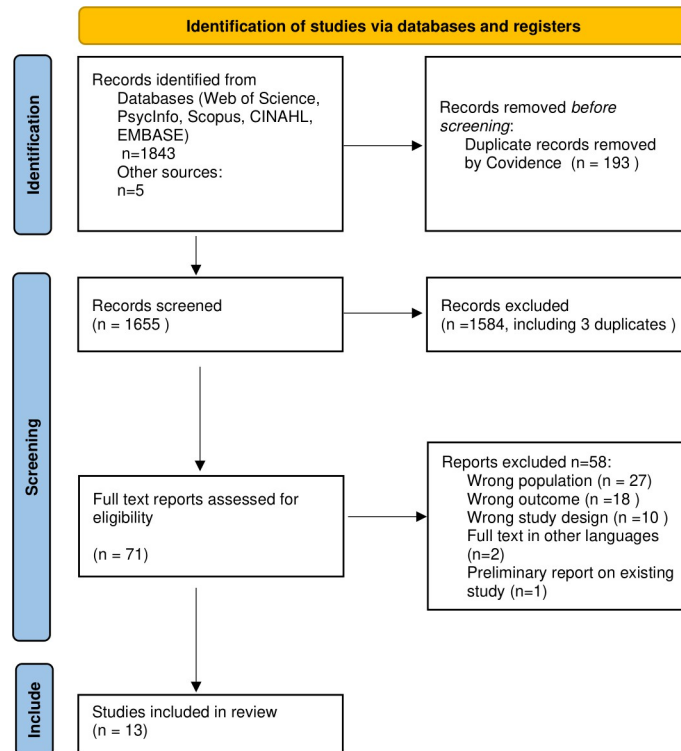 Identification of studies via databases and registers
Identification
Records identified from
Databases (Web of Science,
PsycInfo, Scopus, CINAHL,
EMBASE)
n=1843
Other sources:
n=5
Records removed before
screening:
Duplicate records removed
by Covidence (n = 193 )
Screening
Records screened
(n = 1655 )
Records excluded
(n =1584, including 3 duplicates )
Full text reports assessed for
eligibility
(n = 71)
Reports excluded n=58:
Wrong population (n = 27)
Wrong outcome (n =18 )
Wrong study design (n =10 )
Full text in other languages
(n=2)
Preliminary report on existing
study (n=1)
Include
Studies included in review
(n = 13)